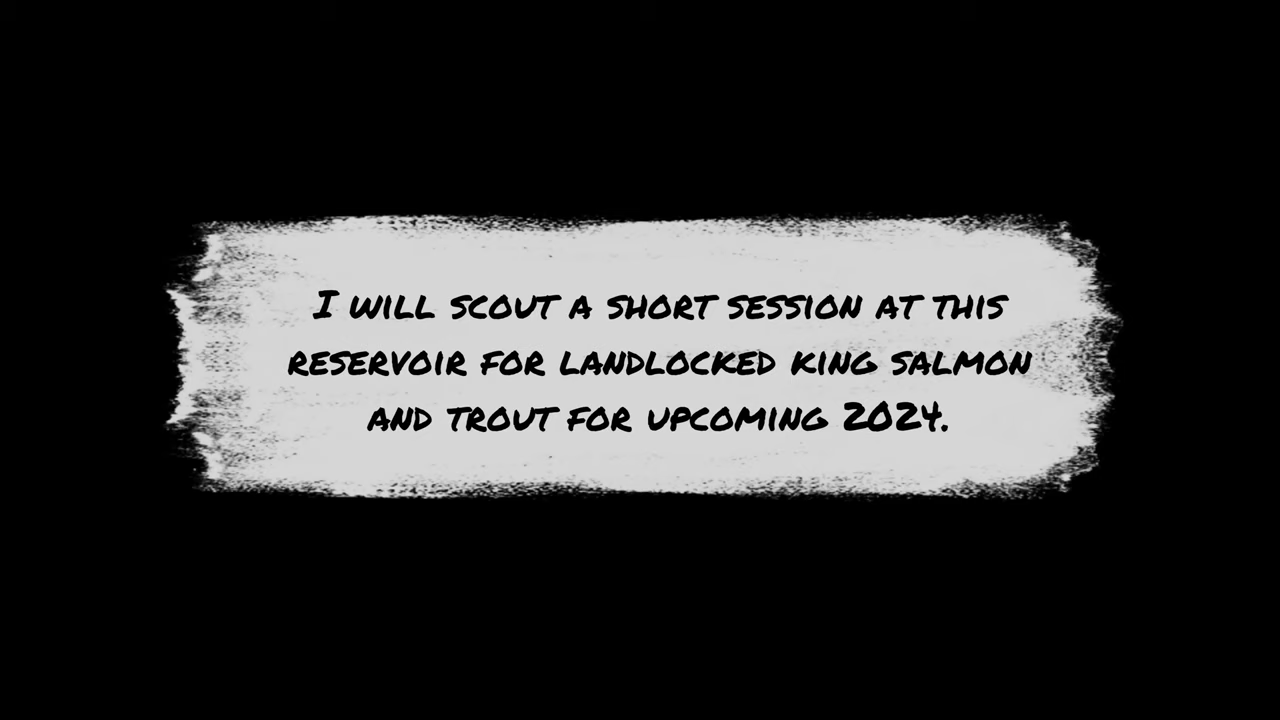 I WILL SCOUT A SHORT SESSION AT THIS
RESERVOIR FOR LANDLOCKED KING SALMON
AND TROUT FOR UPCOMING 2024.